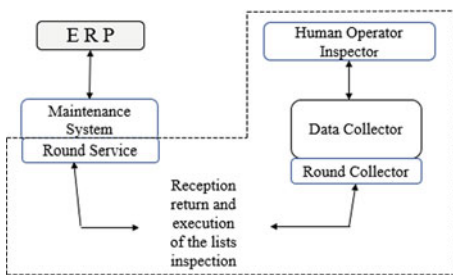 E R P
Maintenance
System
Round Service
Human Operator
Inspector
Data Collector
Round Collector
Reception
return and
execution
of the lists
inspection